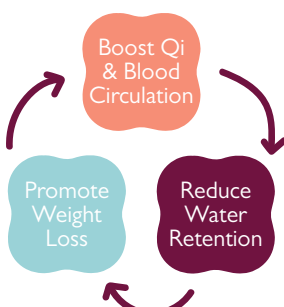 Boost Qi
& Blood
Circulation
Reduce
Water
Retention
Promote
Weight
Loss